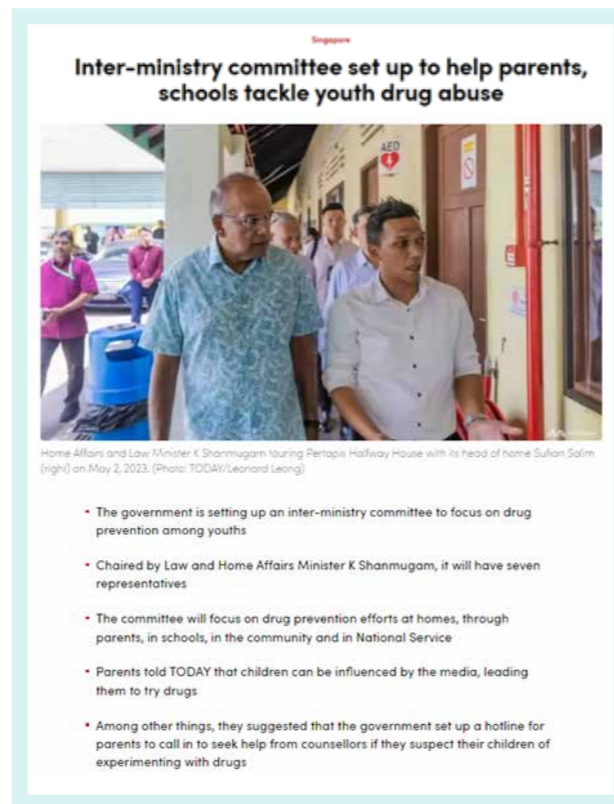 Singapore
Inter-ministry committee set up to help parents,
schools tackle youth drug abuse
AED
Home Affairs and Law Minister K Shanmugam touring Pertapis Halfway House with its head of home Sufian Salim
(right) on May 2, 2023. (Photo: TODAY/Leonard Leong)
• The government is setting up an inter-ministry committee to focus on drug
prevention among youths
• Chaired by Law and Home Affairs Minister K Shanmugam, it will have seven
representatives
• The committee will focus on drug prevention efforts at homes, through
parents, in schools, in the community and in National Service
• Parents told TODAY that children can be influenced by the media, leading
them to try drugs
• Among other things, they suggested that the government set up a hotline for
parents to call in to seek help from counsellors if they suspect their children of
experimenting with drugs